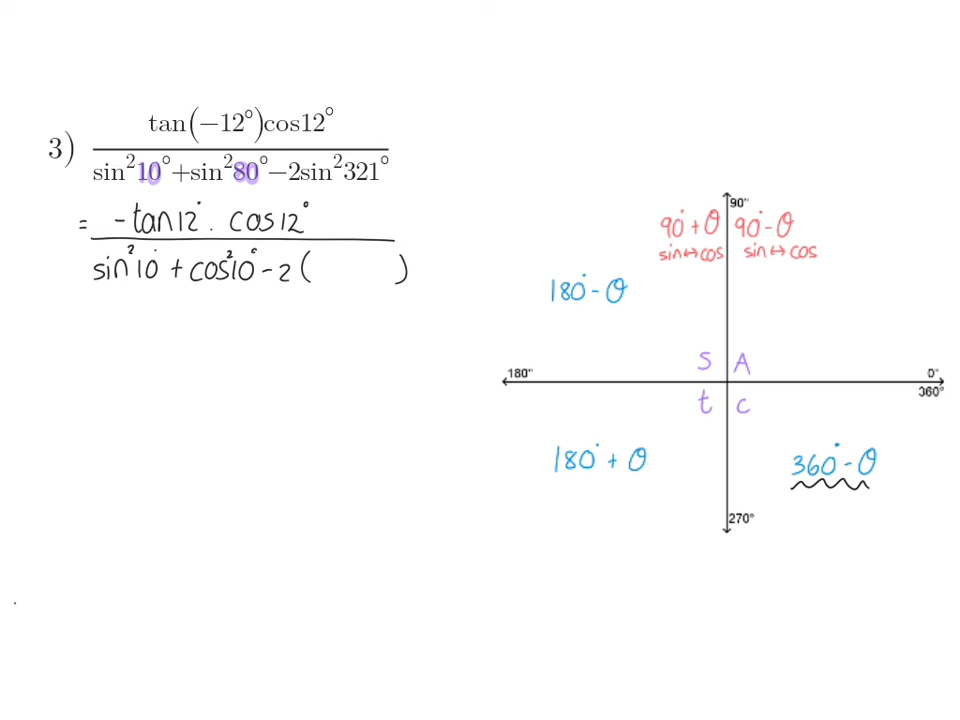 3) tan(−12°)cos12°
sin²10° +sin²80° −2sin²321°
= -tan12°. cos12°
sin²10° + cos²10° - 2 ( )
90°
90° + θ 90° - θ
sin↔cos sin↔cos
180° - θ
S A
180° 0°
t c 360°
180° + θ 360° - θ
270°